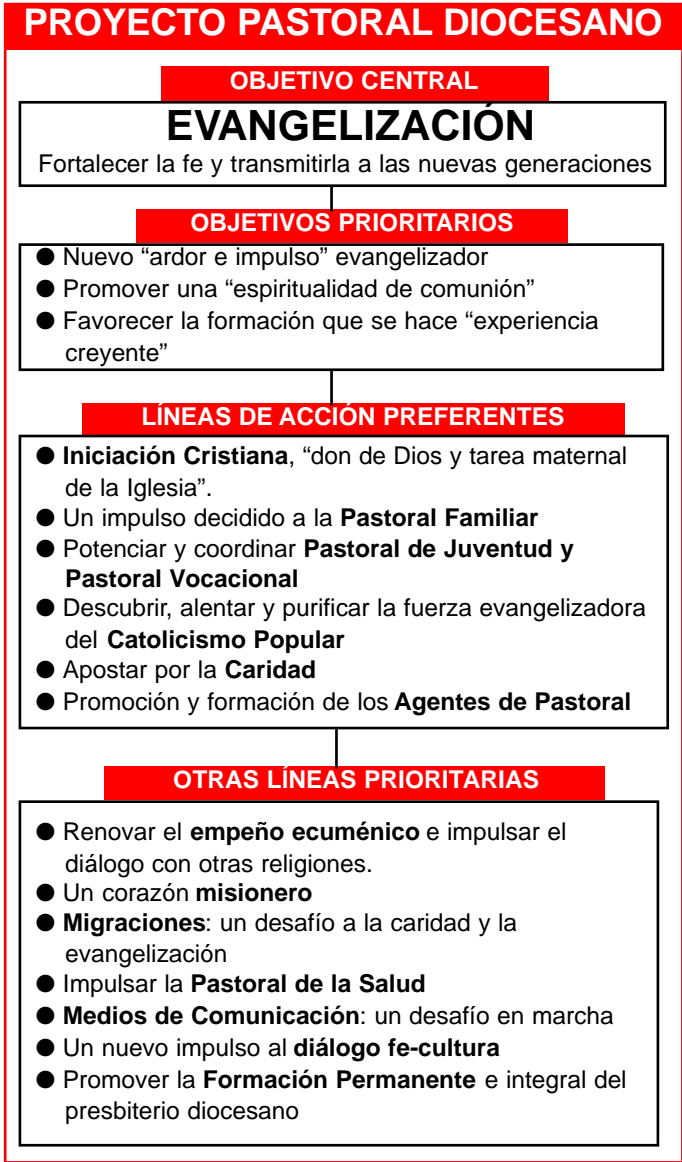 PROYECTO PASTORAL DIOCESANO
OBJETIVO CENTRAL
EVANGELIZACIÓN
Fortalecer la fe y transmitirla a las nuevas generaciones
OBJETIVOS PRIORITARIOS
● Nuevo “ardor e impulso” evangelizador
● Promover una “espiritualidad de comunión”
● Favorecer la formación que se hace “experiencia
creyente”
LÍNEAS DE ACCIÓN PREFERENTES
● Iniciación Cristiana, “don de Dios y tarea maternal
de la Iglesia”.
● Un impulso decidido a la Pastoral Familiar
● Potenciar y coordinar Pastoral de Juventud y
Pastoral Vocacional
● Descubrir, alentar y purificar la fuerza evangelizadora
del Catolicismo Popular
● Apostar por la Caridad
● Promoción y formación de los Agentes de Pastoral
OTRAS LÍNEAS PRIORITARIAS
● Renovar el empeño ecuménico e impulsar el
diálogo con otras religiones.
● Un corazón misionero
● Migraciones: un desafío a la caridad y la
evangelización
● Impulsar la Pastoral de la Salud
● Medios de Comunicación: un desafío en marcha
● Un nuevo impulso al diálogo fe-cultura
● Promover la Formación Permanente e integral del
presbiterio diocesano